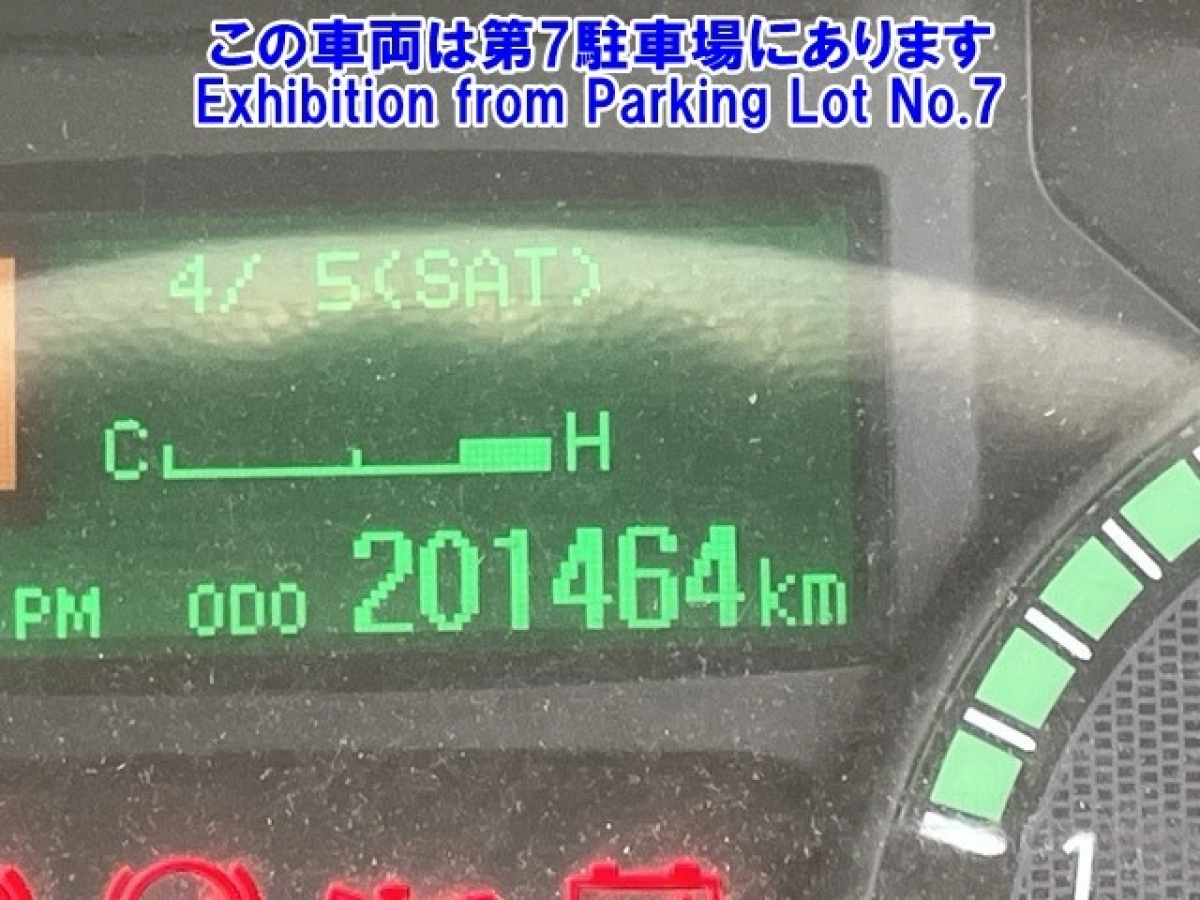 この車両は第7駐車場にあります
Exhibition from Parking Lot No.7
4/ 5(SAT)
C H
PM ODO 201464km
1